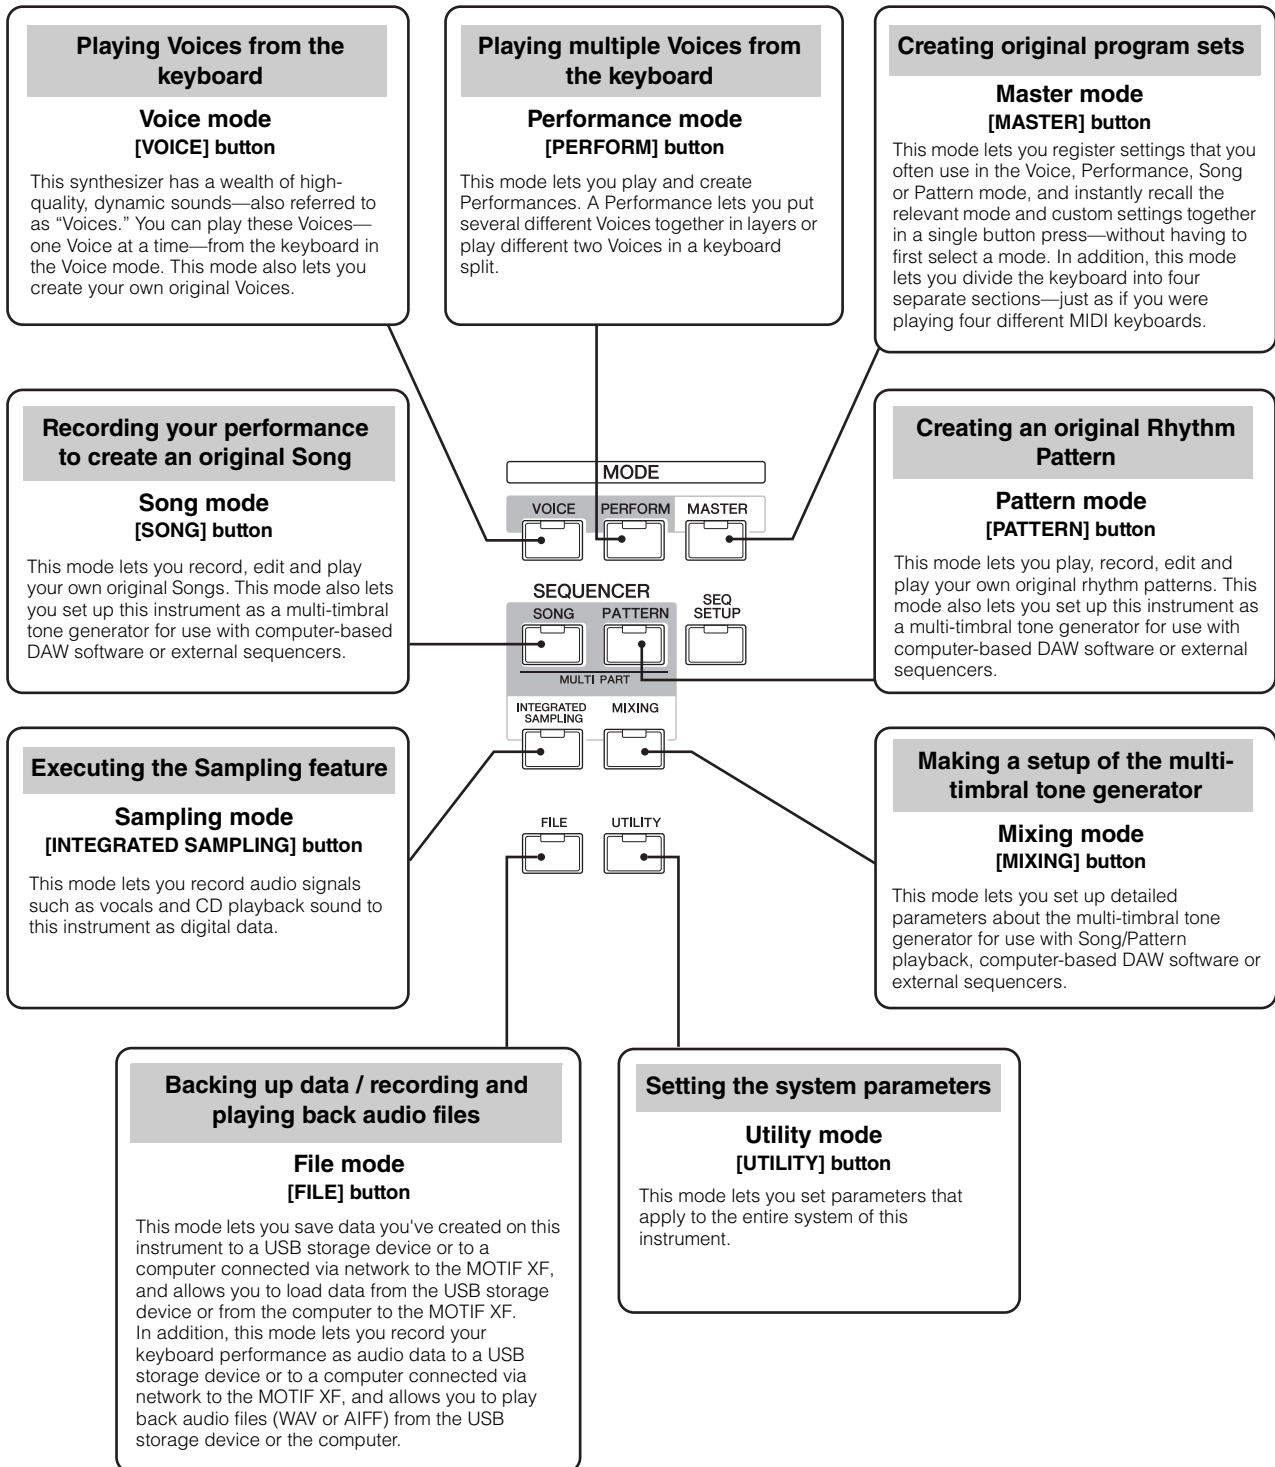 Playing Voices from the
keyboard
Voice mode
[VOICE] button
This synthesizer has a wealth of high-
quality, dynamic sounds—also referred to
as “Voices.” You can play these Voices—
one Voice at a time—from the keyboard in
the Voice mode. This mode also lets you
create your own original Voices.
Playing multiple Voices from
the keyboard
Performance mode
[PERFORM] button
This mode lets you play and create
Performances. A Performance lets you put
several different Voices together in layers or
play different two Voices in a keyboard
split.
Creating original program sets
Master mode
[MASTER] button
This mode lets you register settings that you
often use in the Voice, Performance, Song
or Pattern mode, and instantly recall the
relevant mode and custom settings together
in a single button press—without having to
first select a mode. In addition, this mode
lets you divide the keyboard into four
separate sections—just as if you were
playing four different MIDI keyboards.
Recording your performance
to create an original Song
Song mode
[SONG] button
This mode lets you record, edit and play
your own original Songs. This mode also lets
you set up this instrument as a multi-timbral
tone generator for use with computer-based
DAW software or external sequencers.
MODE
VOICE
PERFORM
MASTER
SEQUENCER
SONG
PATTERN
SEQ
SETUP
MULTI PART
INTEGRATED
SAMPLING
MIXING
FILE
UTILITY
Creating an original Rhythm
Pattern
Pattern mode
[PATTERN] button
This mode lets you play, record, edit and
play your own original rhythm patterns. This
mode also lets you set up this instrument as
a multi-timbral tone generator for use with
computer-based DAW software or external
sequencers.
Executing the Sampling feature
Sampling mode
[INTEGRATED SAMPLING] button
This mode lets you record audio signals
such as vocals and CD playback sound to
this instrument as digital data.
Making a setup of the multi-
timbral tone generator
Mixing mode
[MIXING] button
This mode lets you set up detailed
parameters about the multi-timbral tone
generator for use with Song/Pattern
playback, computer-based DAW software or
external sequencers.
Backing up data / recording and
playing back audio files
File mode
[FILE] button
This mode lets you save data you've created on this
instrument to a USB storage device or to a
computer connected via network to the MOTIF XF,
and allows you to load data from the USB storage
device or from the computer to the MOTIF XF.
In addition, this mode lets you record your
keyboard performance as audio data to a USB
storage device or to a computer connected via
network to the MOTIF XF, and allows you to play
back audio files (WAV or AIFF) from the USB
storage device or the computer.
Setting the system parameters
Utility mode
[UTILITY] button
This mode lets you set parameters that
apply to the entire system of this
instrument.